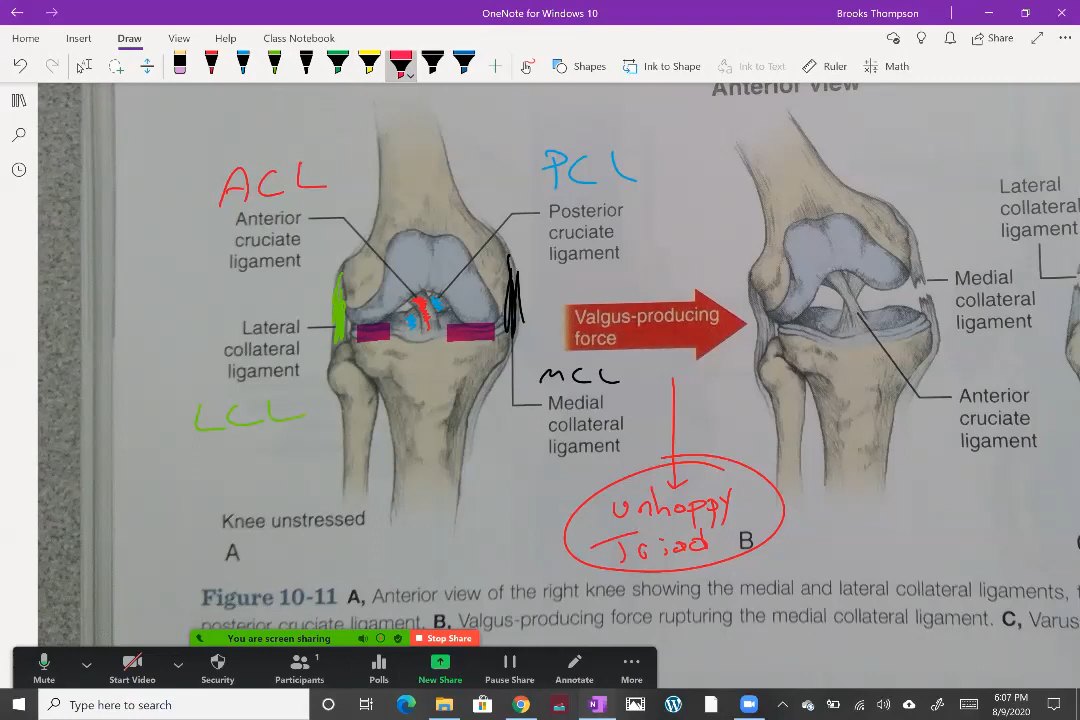 OneNote for Windows 10
Brooks Thompson
Home Insert Draw View Help Class Notebook
Share
Shapes Ink to Shape Ink to Text Ruler Math
Anterior view
ACL
Anterior
cruciate
ligament
PCL
Posterior
cruciate
ligament
Lateral
collateral
ligament
LCL
MCL
Medial
collateral
ligament
Valgus-producing
force
Unhappy
Triad
Lateral
collateral
ligament
Medial
collateral
ligament
Anterior
cruciate
ligament
Knee unstressed
A
B
Figure 10-11 A, Anterior view of the right knee showing the medial and lateral collateral ligaments,
posterior cruciate ligament. B, Valgus-producing force rupturing the medial collateral ligament. C, Varus
You are screen sharing
Stop Share
Mute
Start Video
Security
Participants
1
Polls
New Share
Pause Share
Annotate
More
Type here to search
6:07 PM
8/9/2020